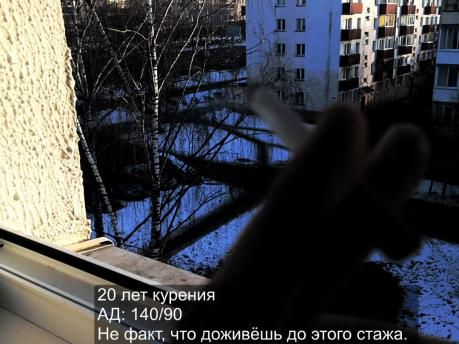 20 лет курения
АД: 140/90
Не факт, что доживёшь до этого стажа.